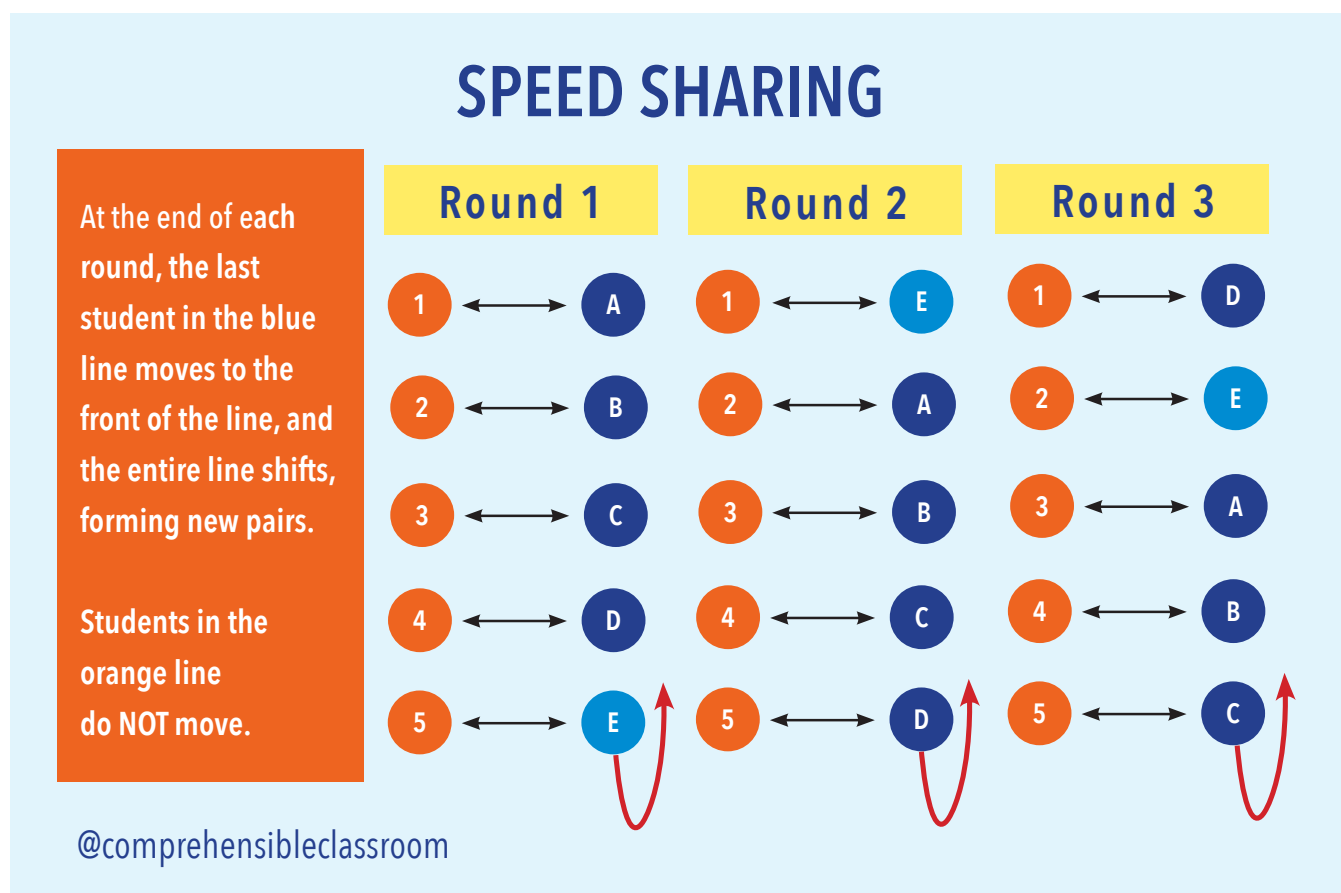 SPEED SHARING
At the end of each
round, the last
student in the blue
line moves to the
front of the line, and
the entire line shifts,
forming new pairs.
Students in the
orange line
do NOT move.
Round 1
1 A
2 B
3 C
4 D
5 E
Round 2
1 E
2 A
3 B
4 C
5 D
Round 3
1 D
2 E
3 A
4 B
5 C
@comprehensibleclassroom